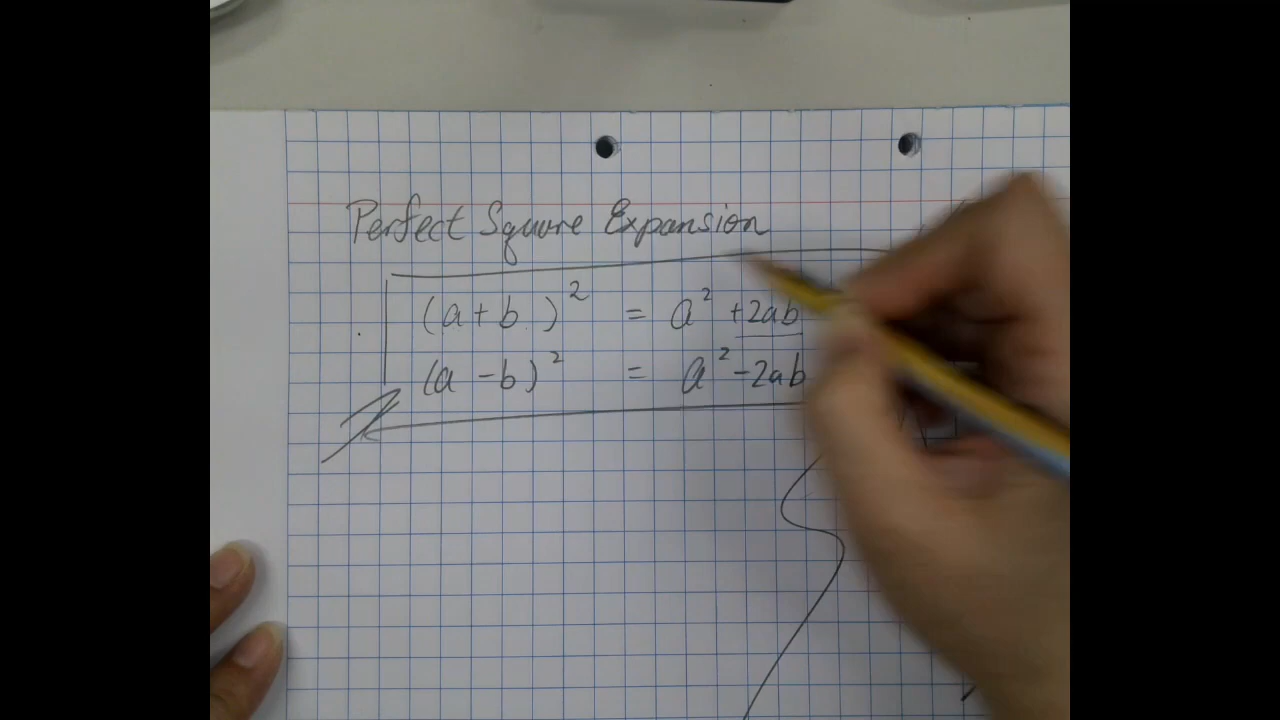 Perfect Square Expansion
(a+b)² = a² +2ab
(a-b)² = a² -2ab